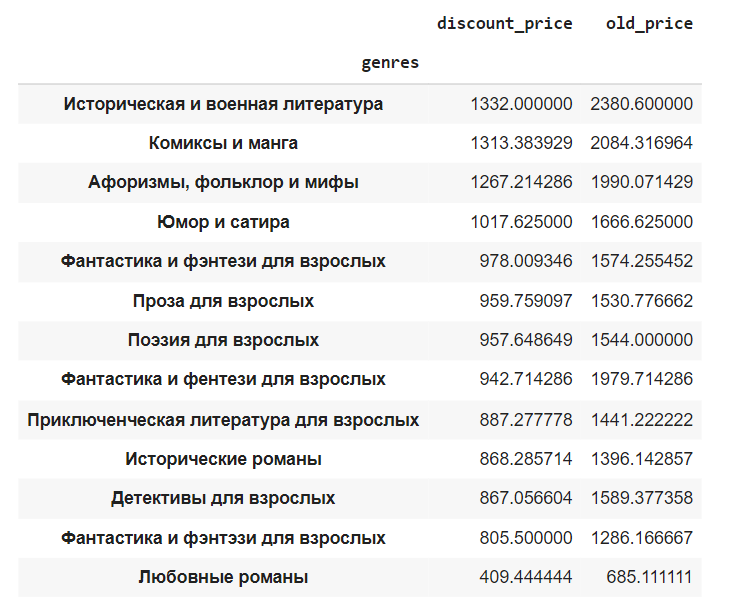 discount_price old_price
genres
Историческая и военная литература 1332.000000 2380.600000
Комиксы и манга 1313.383929 2084.316964
Афоризмы, фольклор и мифы 1267.214286 1990.071429
Юмор и сатира 1017.625000 1666.625000
Фантастика и фэнтези для взрослых 978.009346 1574.255452
Проза для взрослых 959.759097 1530.776662
Поэзия для взрослых 957.648649 1544.000000
Фантастика и фентези для взрослых 942.714286 1979.714286
Приключенческая литература для взрослых 887.277778 1441.222222
Исторические романы 868.285714 1396.142857
Детективы для взрослых 867.056604 1589.377358
Фантастика и фэнтэзи для взрослых 805.500000 1286.166667
Любовные романы 409.444444 685.111111